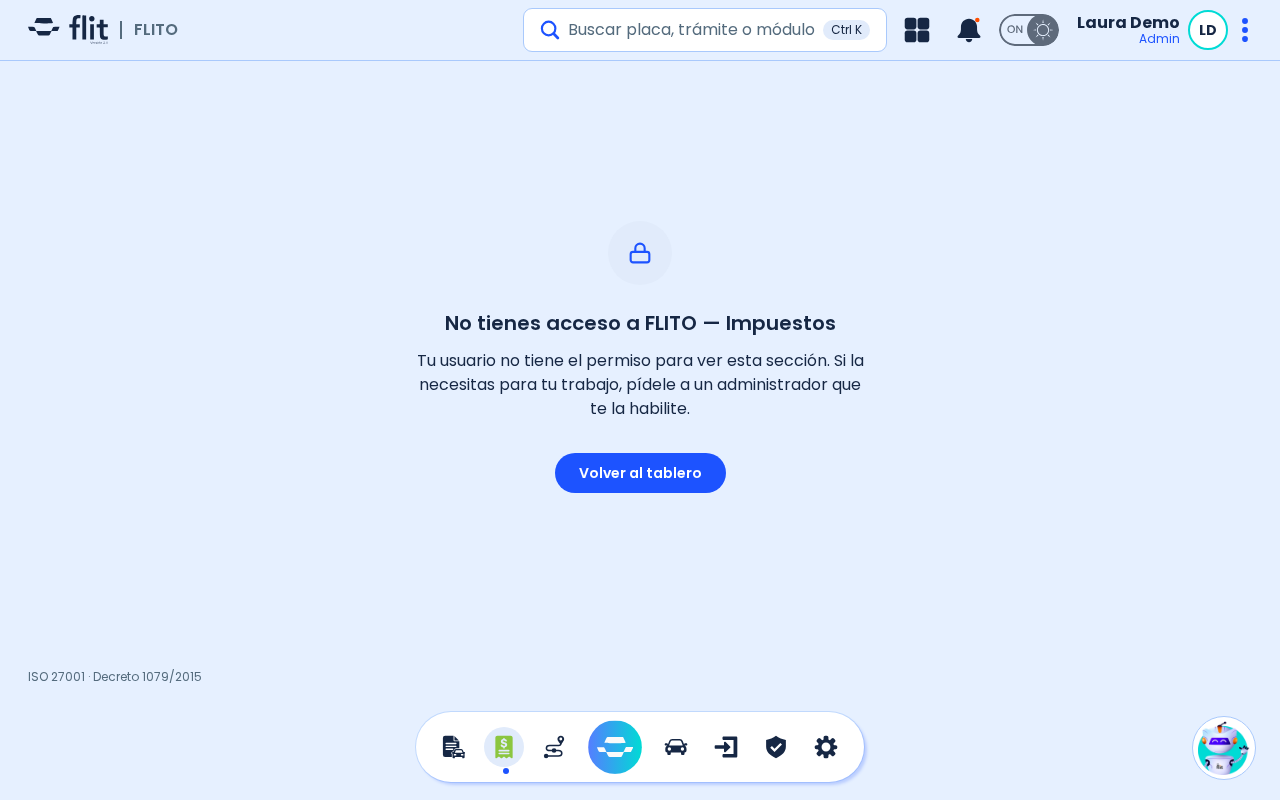 flit
FLITO
Buscar placa, trámite o módulo
Ctrl K
ON
Laura Demo
Admin
LD
No tienes acceso a FLITO — Impuestos
Tu usuario no tiene el permiso para ver esta sección. Si la
necesitas para tu trabajo, pídele a un administrador que
te la habilite.
Volver al tablero
ISO 27001 · Decreto 1079/2015